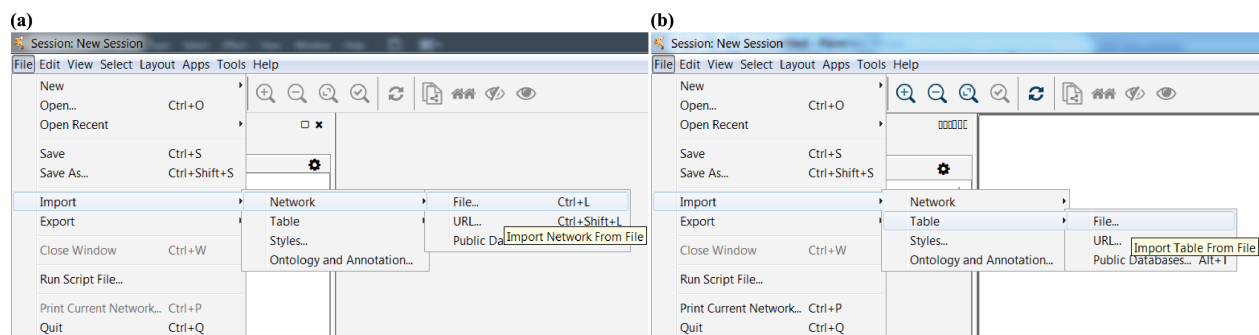 (a)
Session: New Session
File Edit View Select Layout Apps Tools Help
New
Open... Ctrl+O
Open Recent
Save Ctrl+S
Save As... Ctrl+Shift+S
Import Network File... Ctrl+L
Export Table URL... Ctrl+Shift+L
Styles... Public Da
Import Network From File
Close Window Ctrl+W
Ontology and Annotation...
Run Script File...
Print Current Network... Ctrl+P
Quit Ctrl+Q
(b)
Session: New Session
File Edit View Select Layout Apps Tools Help
New
Open... Ctrl+O
Open Recent
Save Ctrl+S
Save As... Ctrl+Shift+S
Import Network
Export Table File...
Styles... URL...
Import Table From File
Close Window Ctrl+W
Ontology and Annotation... Public Databases... Alt+T
Run Script File...
Print Current Network... Ctrl+P
Quit Ctrl+Q